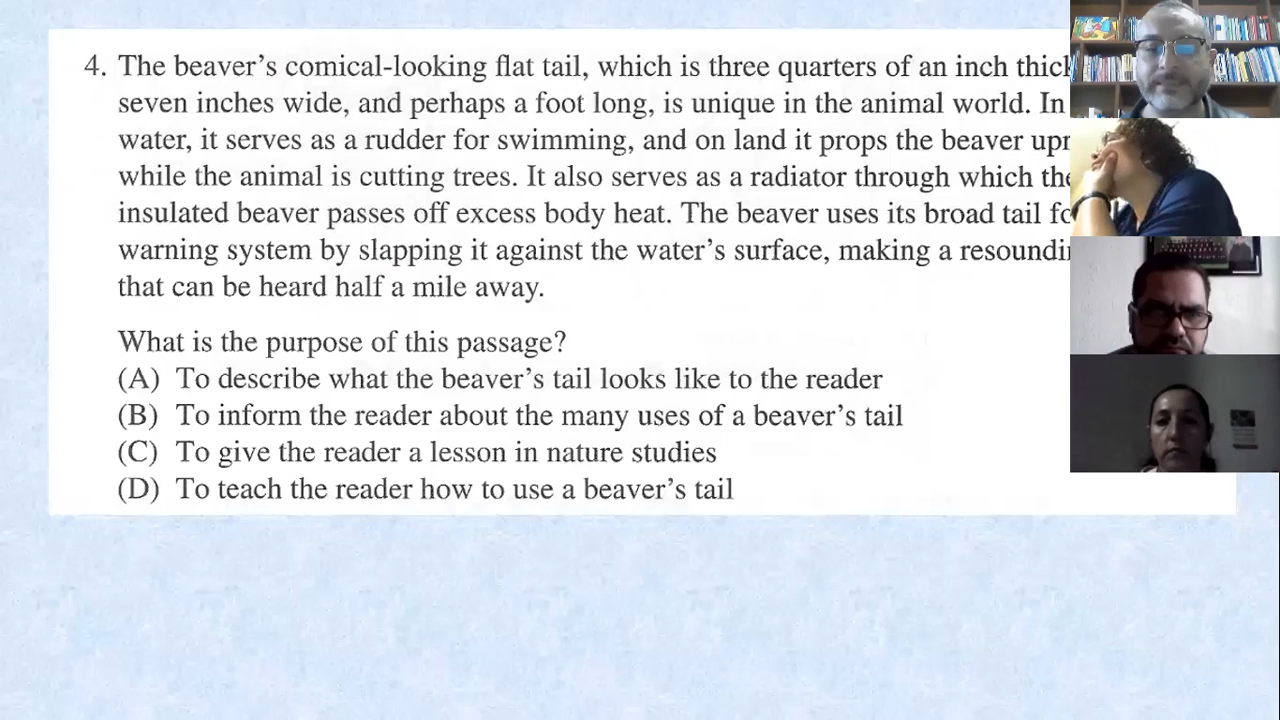 4. The beaver's comical-looking flat tail, which is three quarters of an inch
seven inches wide, and perhaps a foot long, is unique in the animal world. In
water, it serves as a rudder for swimming, and on land it props the beaver
while the animal is cutting trees. It also serves as a radiator through which
insulated beaver passes off excess body heat. The beaver uses its broad tail
warning system by slapping it against the water's surface, making a
that can be heard half a mile away.
What is the purpose of this passage?
(A) To describe what the beaver's tail looks like to the reader
(B) To inform the reader about the many uses of a beaver's tail
(C) To give the reader a lesson in nature studies
(D) To teach the reader how to use a beaver's tail